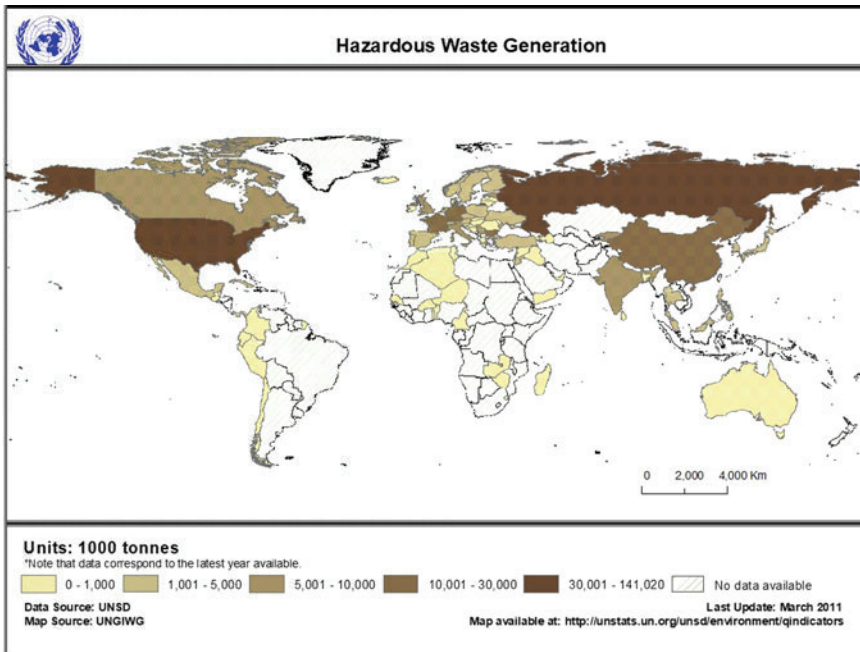 Hazardous Waste Generation
0 2,000 4,000 Km
Units: 1000 tonnes
*Note that data correspond to the latest year available.
0 - 1,000 1,001 - 5,000 5,001 - 10,000 10,001 - 30,000 30,001 - 141,020 No data available
Data Source: UNSD Last Update: March 2011
Map Source: UNGIWG Map available at: http://unstats.un.org/unsd/environment/qindicators